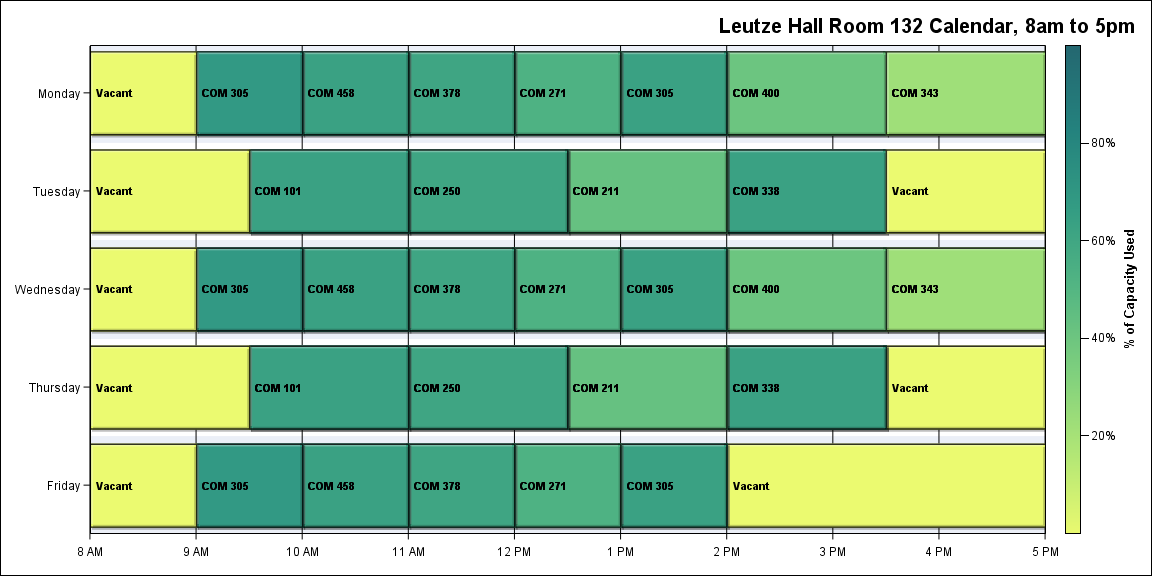 Leutze Hall Room 132 Calendar, 8am to 5pm
Monday
Vacant
COM 305
COM 458
COM 378
COM 271
COM 305
COM 400
COM 343
Tuesday
Vacant
COM 101
COM 250
COM 211
COM 338
Vacant
Wednesday
Vacant
COM 305
COM 458
COM 378
COM 271
COM 305
COM 400
COM 343
Thursday
Vacant
COM 101
COM 250
COM 211
COM 338
Vacant
Friday
Vacant
COM 305
COM 458
COM 378
COM 271
COM 305
Vacant
8 AM
9 AM
10 AM
11 AM
12 PM
1 PM
2 PM
3 PM
4 PM
5 PM
80%
60%
40%
20%
% of Capacity Used